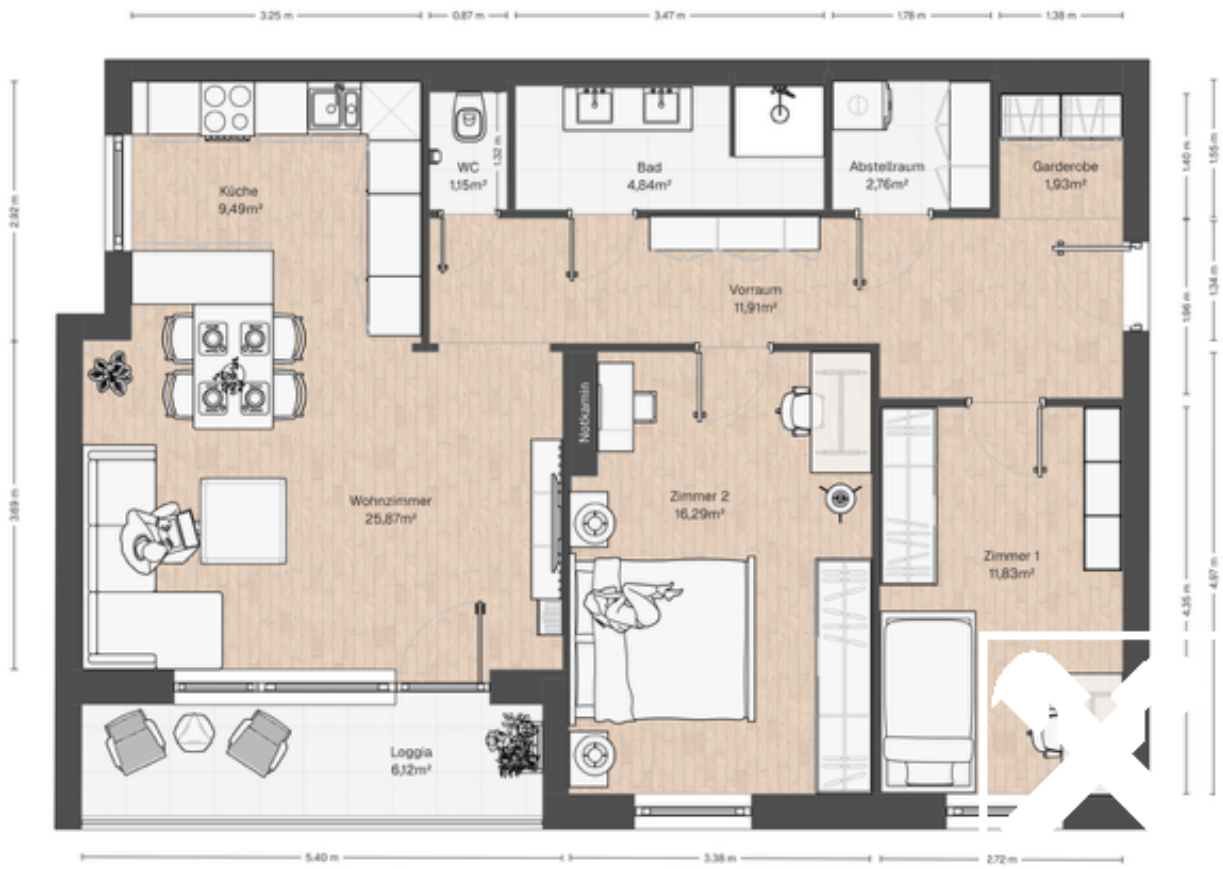 3.25 m
0.87 m
3.47 m
1.78 m
1.38 m
2.92 m
3.69 m
Küche
9,49m²
WC
1,15m²
1.32 m
Bad
4,84m²
Abstellraum
2,76m²
Garderobe
1,93m²
1.40 m
1.55 m
Vorraum
11,91m²
1.96 m
1.34 m
Notkamin
Wohnzimmer
25,87m²
Zimmer 2
16,29m²
Zimmer 1
11,83m²
4.35 m
4.97 m
Loggia
6,12m²
5.40 m
3.38 m
2.72 m